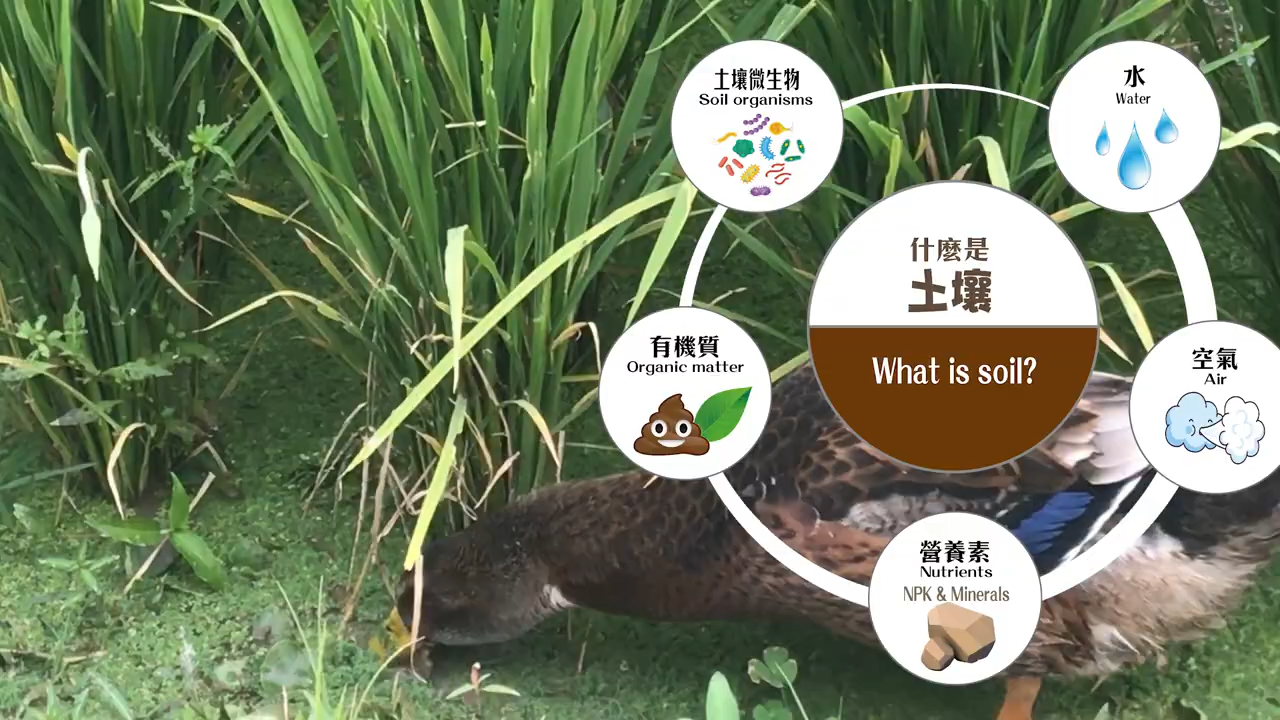 土壤微生物
Soil organisms
水
Water
什麼是
土壤
What is soil?
有機質
Organic matter
空氣
Air
營養素
Nutrients
NPK & Minerals